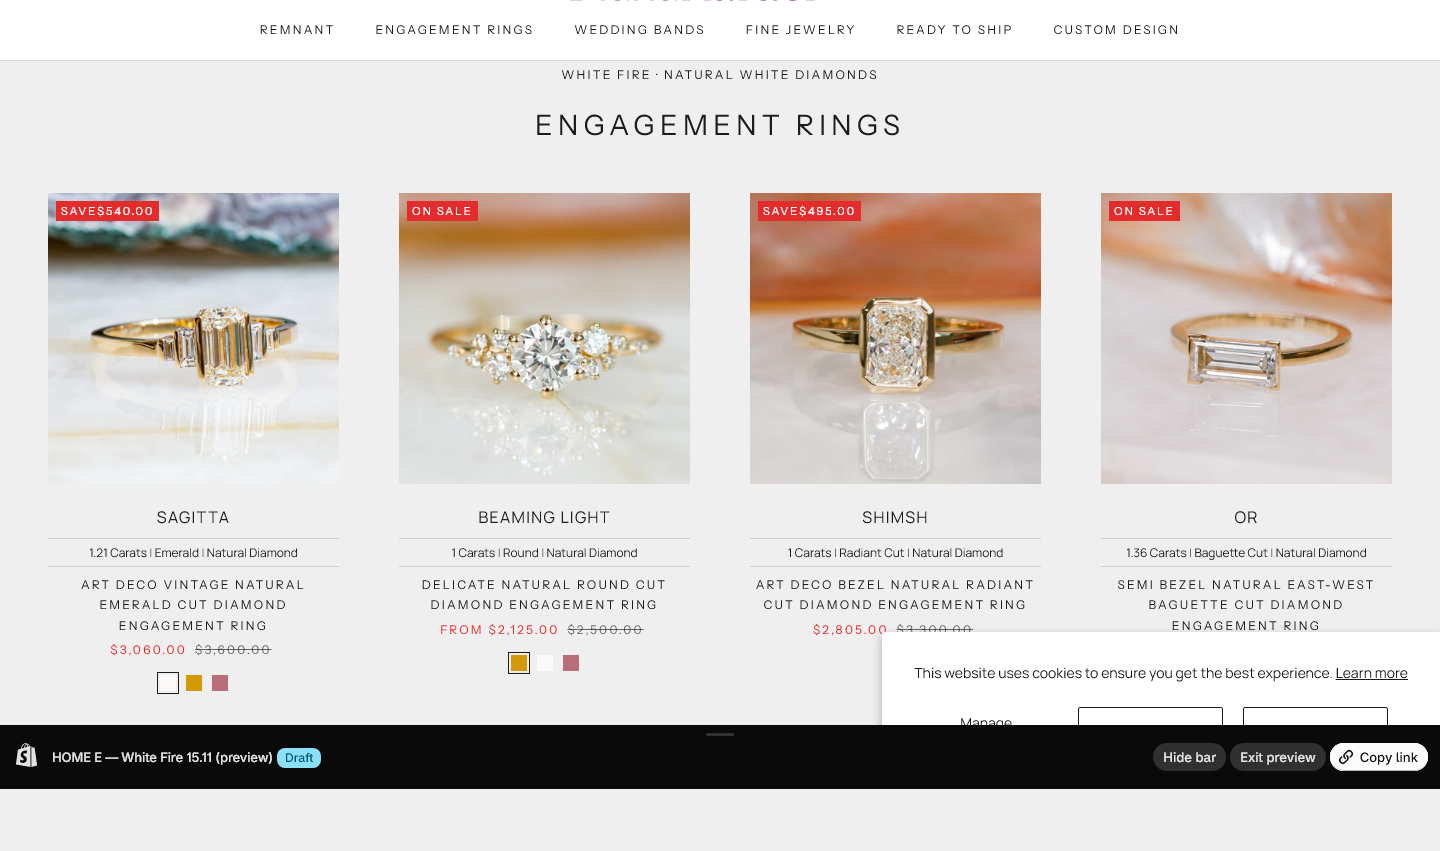 REMNANT ENGAGEMENT RINGS WEDDING BANDS FINE JEWELRY READY TO SHIP CUSTOM DESIGN
WHITE FIRE · NATURAL WHITE DIAMONDS
ENGAGEMENT RINGS
SAVE$540.00
ON SALE
SAVE$495.00
ON SALE
SAGITTA
1.21 Carats | Emerald | Natural Diamond
ART DECO VINTAGE NATURAL
EMERALD CUT DIAMOND
ENGAGEMENT RING
$3,060.00 $3,600.00
BEAMING LIGHT
1 Carats | Round | Natural Diamond
DELICATE NATURAL ROUND CUT
DIAMOND ENGAGEMENT RING
FROM $2,125.00 $2,500.00
SHIMSH
1 Carats | Radiant Cut | Natural Diamond
ART DECO BEZEL NATURAL RADIANT
CUT DIAMOND ENGAGEMENT RING
$2,805.00 $3,300.00
OR
1.36 Carats | Baguette Cut | Natural Diamond
SEMI BEZEL NATURAL EAST-WEST
BAGUETTE CUT DIAMOND
ENGAGEMENT RING
This website uses cookies to ensure you get the best experience. Learn more
Manage
HOME E — White Fire 15.11 (preview) Draft
Hide bar Exit preview Copy link